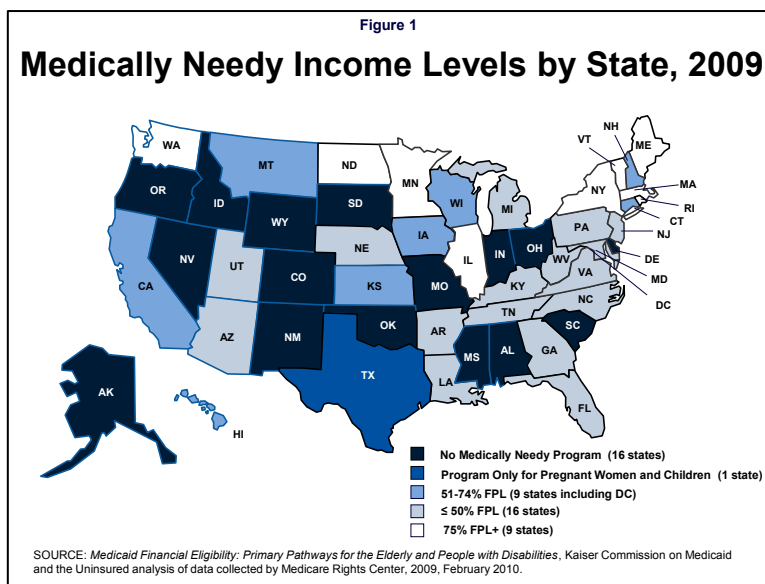 Figure 1
Medically Needy Income Levels by State, 2009
WA
MT
ND
MN
OR
ID
WY
SD
WI
MI
NY
VT
NH
ME
MA
RI
CT
NJ
DE
MD
DC
PA
NV
UT
CO
NE
IA
IL
IN
OH
WV
VA
CA
KS
MO
KY
NC
TN
AZ
NM
OK
AR
SC
GA
AL
MS
LA
TX
FL
AK
HI
No Medically Needy Program (16 states)
Program Only for Pregnant Women and Children (1 state)
51-74% FPL (9 states including DC)
≤ 50% FPL (16 states)
75% FPL+ (9 states)
SOURCE: Medicaid Financial Eligibility: Primary Pathways for the Elderly and People with Disabilities, Kaiser Commission on Medicaid
and the Uninsured analysis of data collected by Medicare Rights Center, 2009, February 2010.